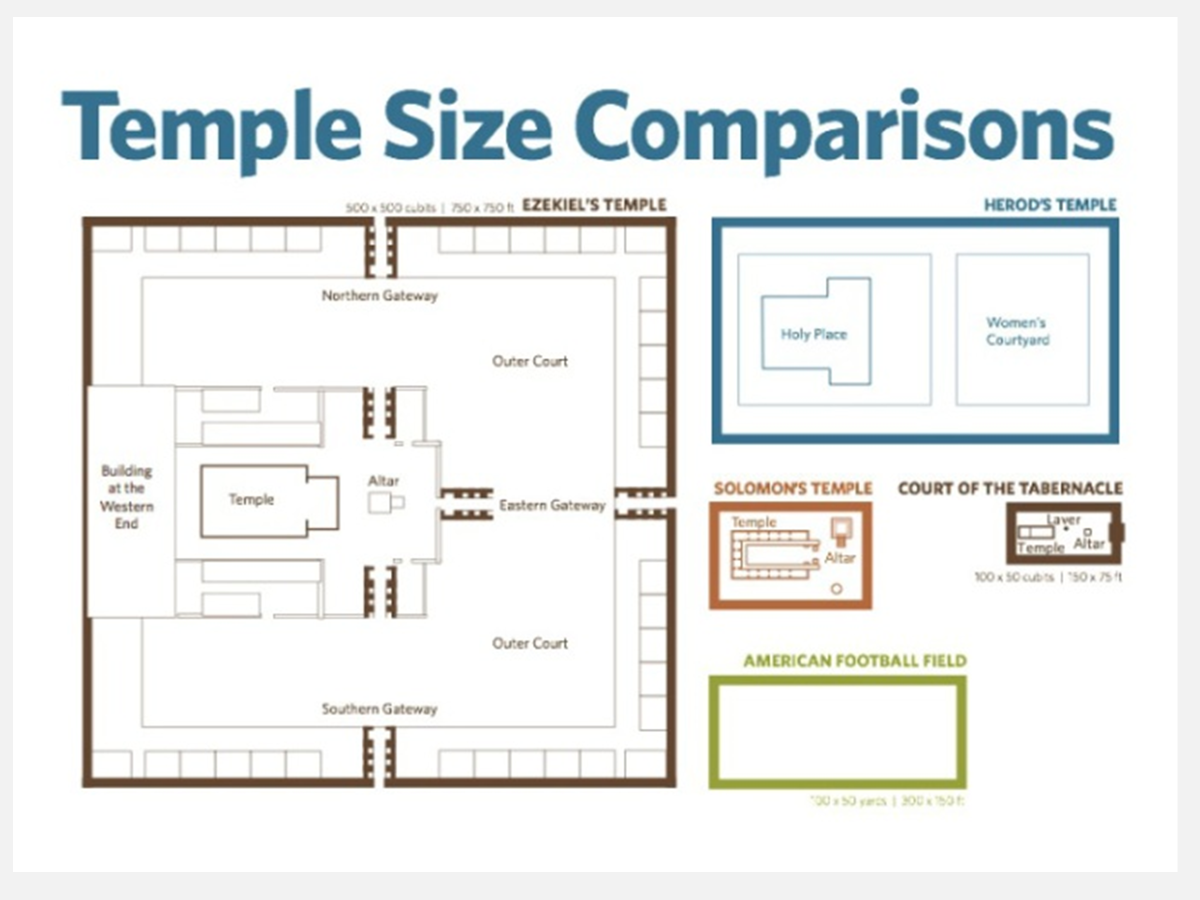 Temple Size Comparisons
500 x 500 cubits | 750 x 750 ft EZEKIEL'S TEMPLE
Northern Gateway
Outer Court
Building
at the
Western
End
Temple
Altar
Eastern Gateway
Outer Court
Southern Gateway
HEROD'S TEMPLE
Holy Place
Women's
Courtyard
SOLOMON'S TEMPLE
Temple
Altar
COURT OF THE TABERNACLE
Laver
Temple
Altar
100 x 50 cubits | 150 x 75 ft
AMERICAN FOOTBALL FIELD
100 x 50 yards | 300 x 150 ft